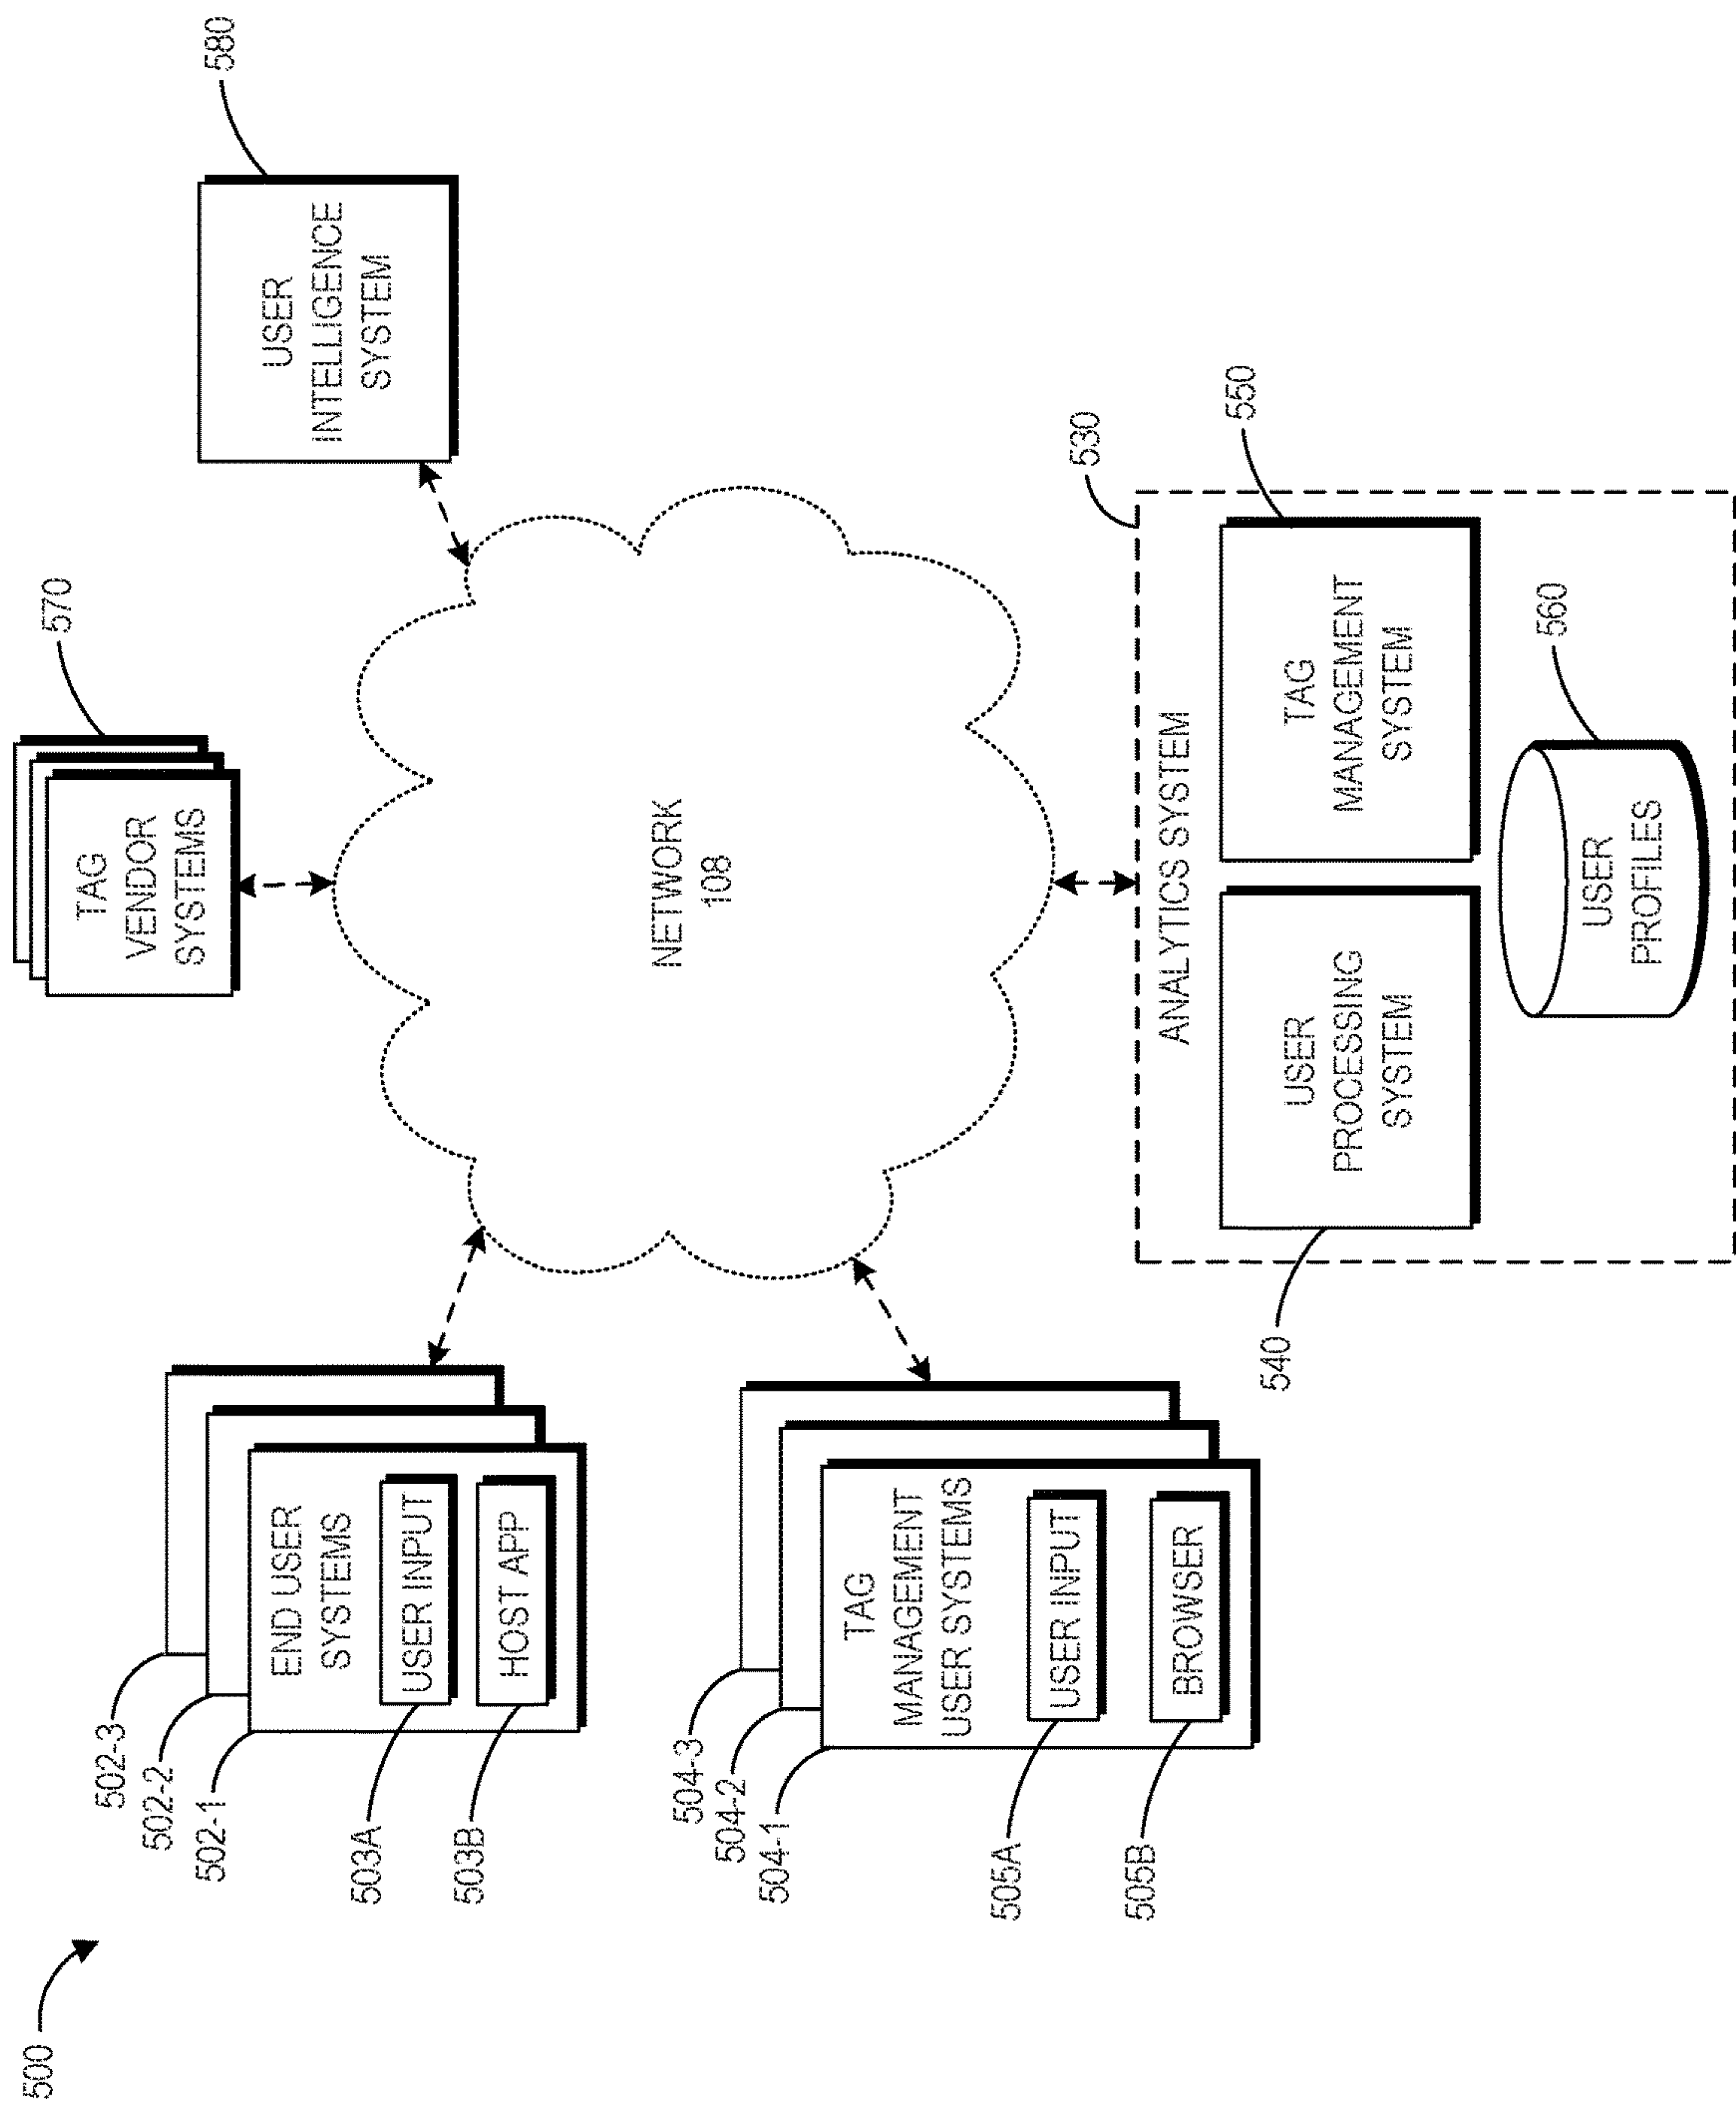 500
502-3
502-2
502-1
END USER
SYSTEMS
USER INPUT
HOST APP
503A
503B
504-3
504-2
504-1
TAG
MANAGEMENT
USER SYSTEMS
USER INPUT
BROWSER
505A
505B
TAG
VENDOR
SYSTEMS
570
USER
INTELLIGENCE
SYSTEM
580
NETWORK
108
530
ANALYTICS SYSTEM
USER
PROCESSING
SYSTEM
540
TAG
MANAGEMENT
SYSTEM
550
USER
PROFILES
560